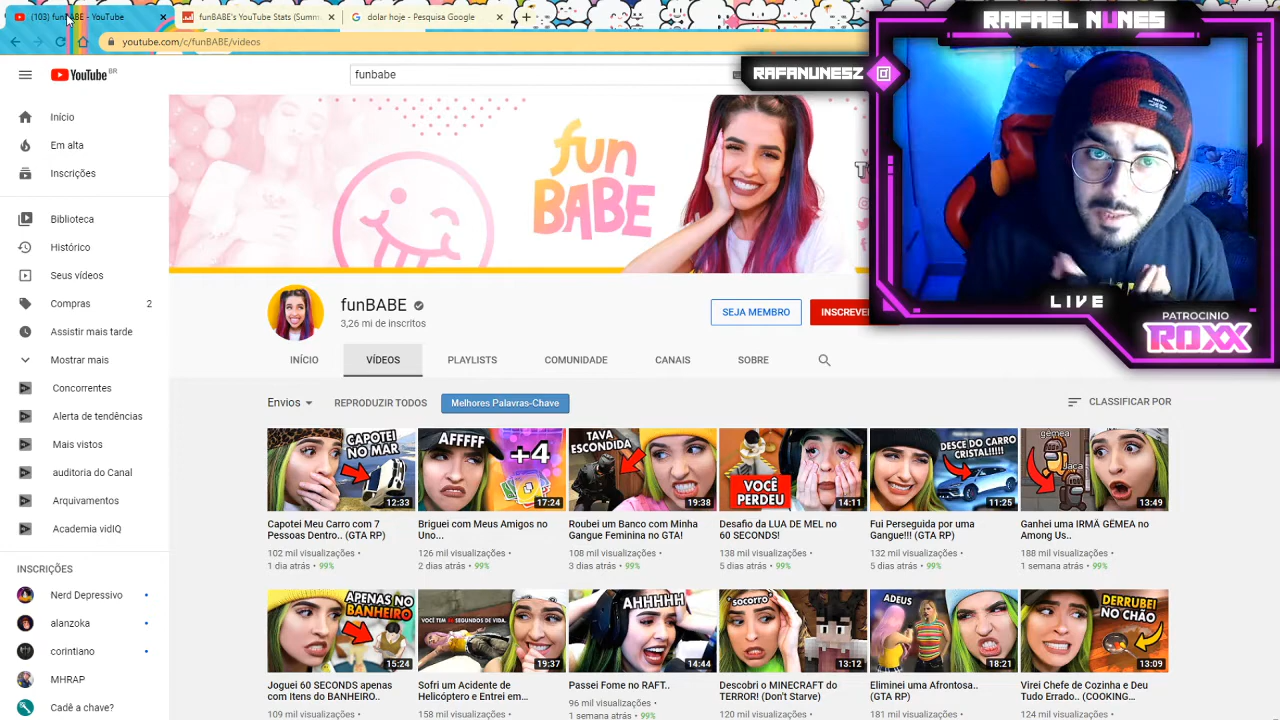 (103) funBABE - YouTube
funBABE's YouTube Stats (Summ
dolar hoje - Pesquisa Google
youtube.com/c/funBABE/videos
YouTube BR
funbabe
RAFAEL NUNES
RAFANUNESZ
LIVE
PATROCINIO
ROXX
Início
Em alta
Inscrições
Biblioteca
Histórico
Seus vídeos
Compras 2
Assistir mais tarde
Mostrar mais
Concorrentes
Alerta de tendências
Mais vistos
auditoria do Canal
Arquivamentos
Academia vidIQ
INSCRIÇÕES
Nerd Depressivo
alanzoka
corintiano
MHRAP
Cadê a chave?
fun
BABE
funBABE
3,26 mi de inscritos
SEJA MEMBRO
INSCREVE
INÍCIO
VÍDEOS
PLAYLISTS
COMUNIDADE
CANAIS
SOBRE
Envios
REPRODUZIR TODOS
Melhores Palavras-Chave
CLASSIFICAR POR
CAPOTEI
NO
MAR
12:33
Capotei Meu Carro com 7
Pessoas Dentro.. (GTA RP)
102 mil visualizações •
1 dia atrás • 99%
AFFFFF
+4
17:24
Briguei com Meus Amigos no
Uno...
126 mil visualizações •
2 dias atrás • 99%
TAVA
ESCONDIDA
19:38
Roubei um Banco com Minha
Gangue Feminina no GTA!
108 mil visualizações •
3 dias atrás • 99%
VOCÊ
PERDEU
14:11
Desafio da LUA DE MEL no
60 SECONDS!
138 mil visualizações •
5 dias atrás • 99%
DESCE DO CARRO
CRISTAL!!!!!
11:25
Fui Perseguida por uma
Gangue!!! (GTA RP)
132 mil visualizações •
5 dias atrás • 99%
gêmea
Jaca
13:49
Ganhei uma IRMÃ GÊMEA no
Among Us..
188 mil visualizações •
1 semana atrás • 99%
APENAS NO
BANHEIRO
15:24
Joguei 60 SECONDS apenas
com Itens do BANHEIRO..
109 mil visualizações •
VOCÊ TEM SEGUNDOS DE VIDA.
19:37
Sofri um Acidente de
Helicóptero e Entrei em...
158 mil visualizações •
AHHHHH
14:44
Passei Fome no RAFT..
96 mil visualizações •
1 semana atrás • 99%
socorro
13:12
Descobri o MINECRAFT do
TERROR! (Don't Starve)
120 mil visualizações •
ADEUS
18:21
Eliminei uma Afrontosa..
(GTA RP)
181 mil visualizações •
DERRUBEI
NO CHÃO
13:09
Virei Chefe de Cozinha e Deu
Tudo Errado.. (COOKING...
124 mil visualizações •